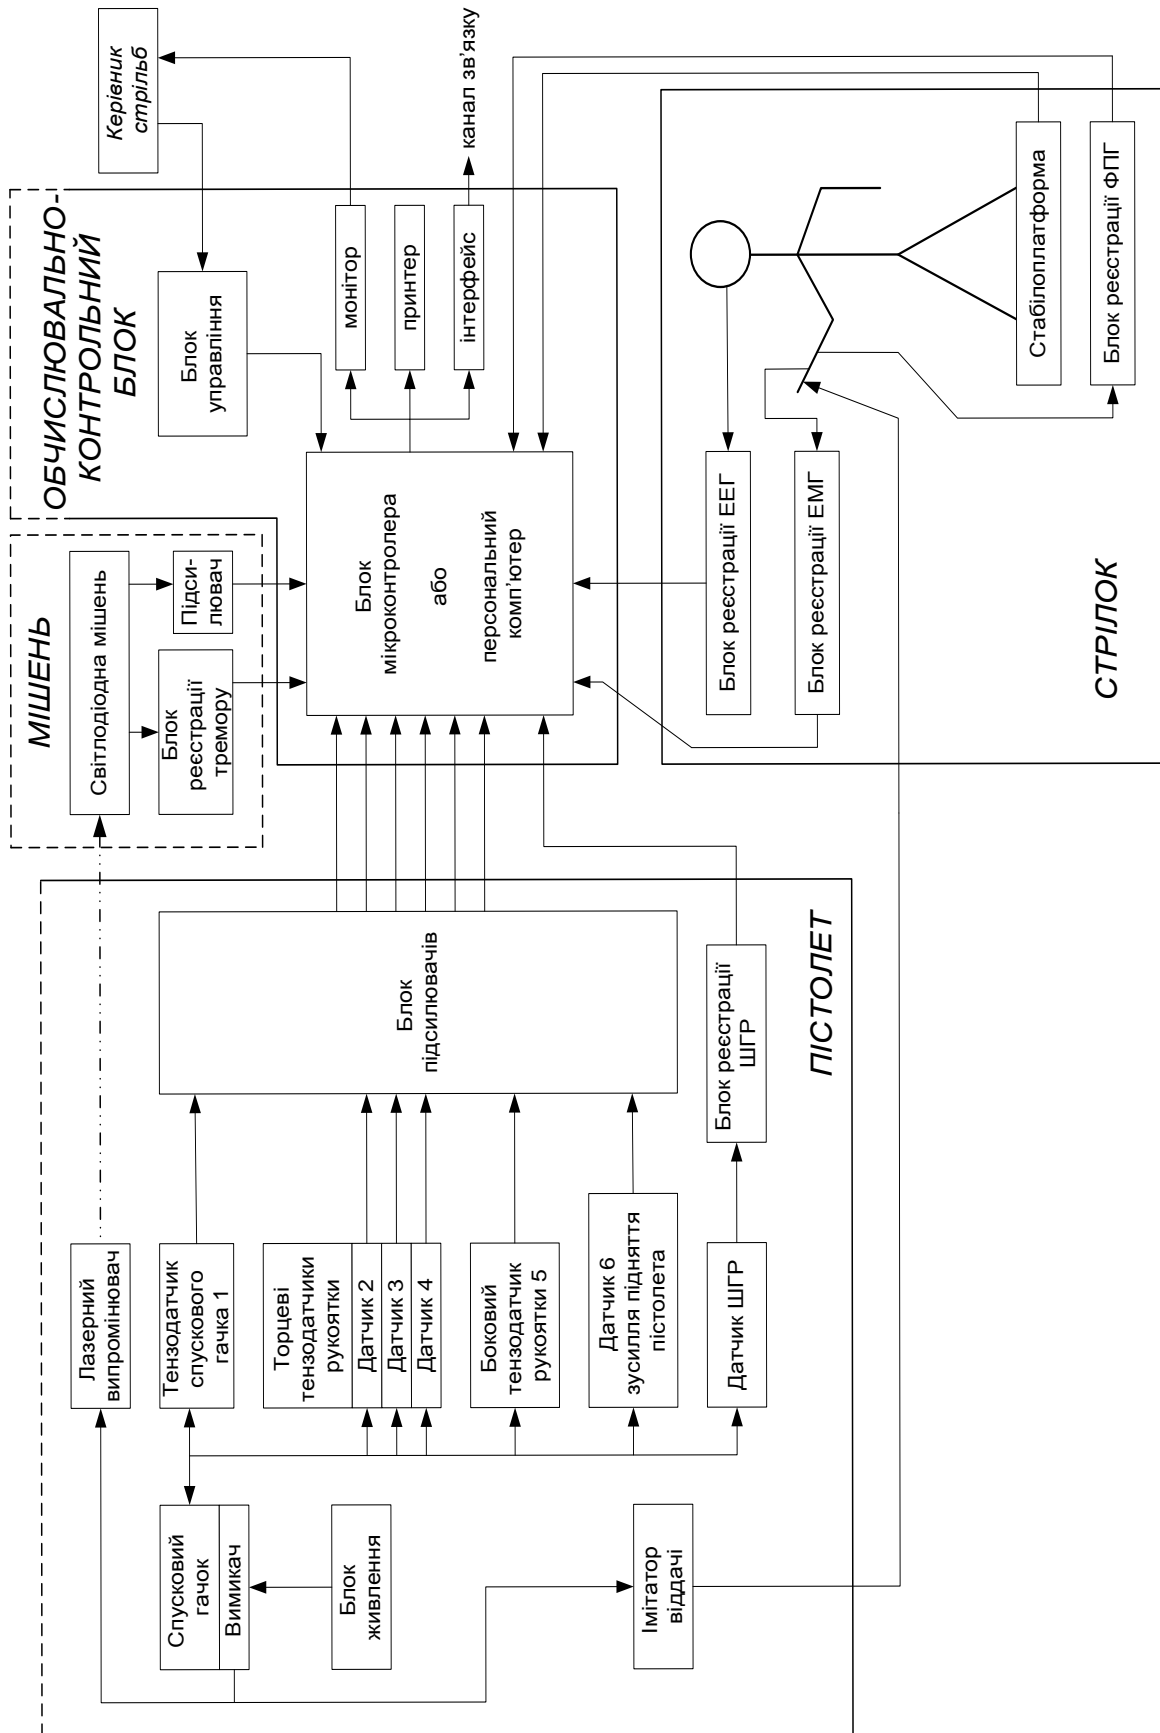 Лазерний
випромінювач
Спусковий
гачок
Вимикач
Блок
живлення
Імітатор
віддачі
Тензодатчик
спускового
гачка 1
Торцеві
тензодатчики
рукоятки
Датчик 2
Датчик 3
Датчик 4
Боковий
тензодатчик
рукоятки 5
Датчик 6
зусилля підняття
пістолета
Датчик ШГР
Блок
підсилювачів
Блок реєстрації
ШГР
ПІСТОЛЕТ
МІШЕНЬ
Світлодіодна мішень
Блок
реєстрації
тремору
Підси-
лювач
ОБЧИСЛЮВАЛЬНО-
КОНТРОЛЬНИЙ
БЛОК
Блок
управління
Блок
мікроконтролера
або
персональний
комп'ютер
монітор
принтер
інтерфейс
Керівник
стрільб
канал зв'язку
Блок реєстрації ЕЕГ
Блок реєстрації ЕМГ
Стабілоплатформа
Блок реєстрації ФПГ
СТРІЛОК